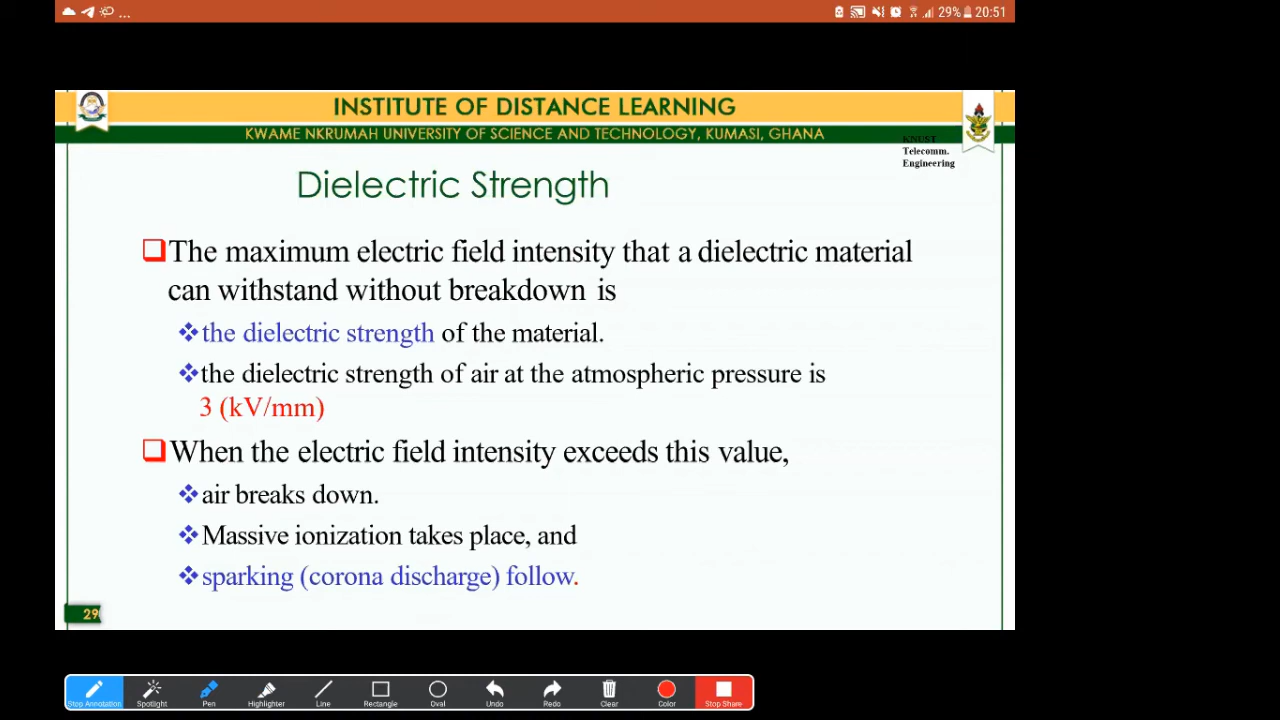 ... 29% 20:51
INSTITUTE OF DISTANCE LEARNING
KWAME NKRUMAH UNIVERSITY OF SCIENCE AND TECHNOLOGY, KUMASI, GHANA
KNUST
Telecomm.
Engineering
Dielectric Strength
The maximum electric field intensity that a dielectric material
can withstand without breakdown is
the dielectric strength of the material.
the dielectric strength of air at the atmospheric pressure is
3 (kV/mm)
When the electric field intensity exceeds this value,
air breaks down.
Massive ionization takes place, and
sparking (corona discharge) follow.
29
Stop Annotation Spotlight Pen Highlighter Line Rectangle Oval Undo Redo Clear Color Stop Share